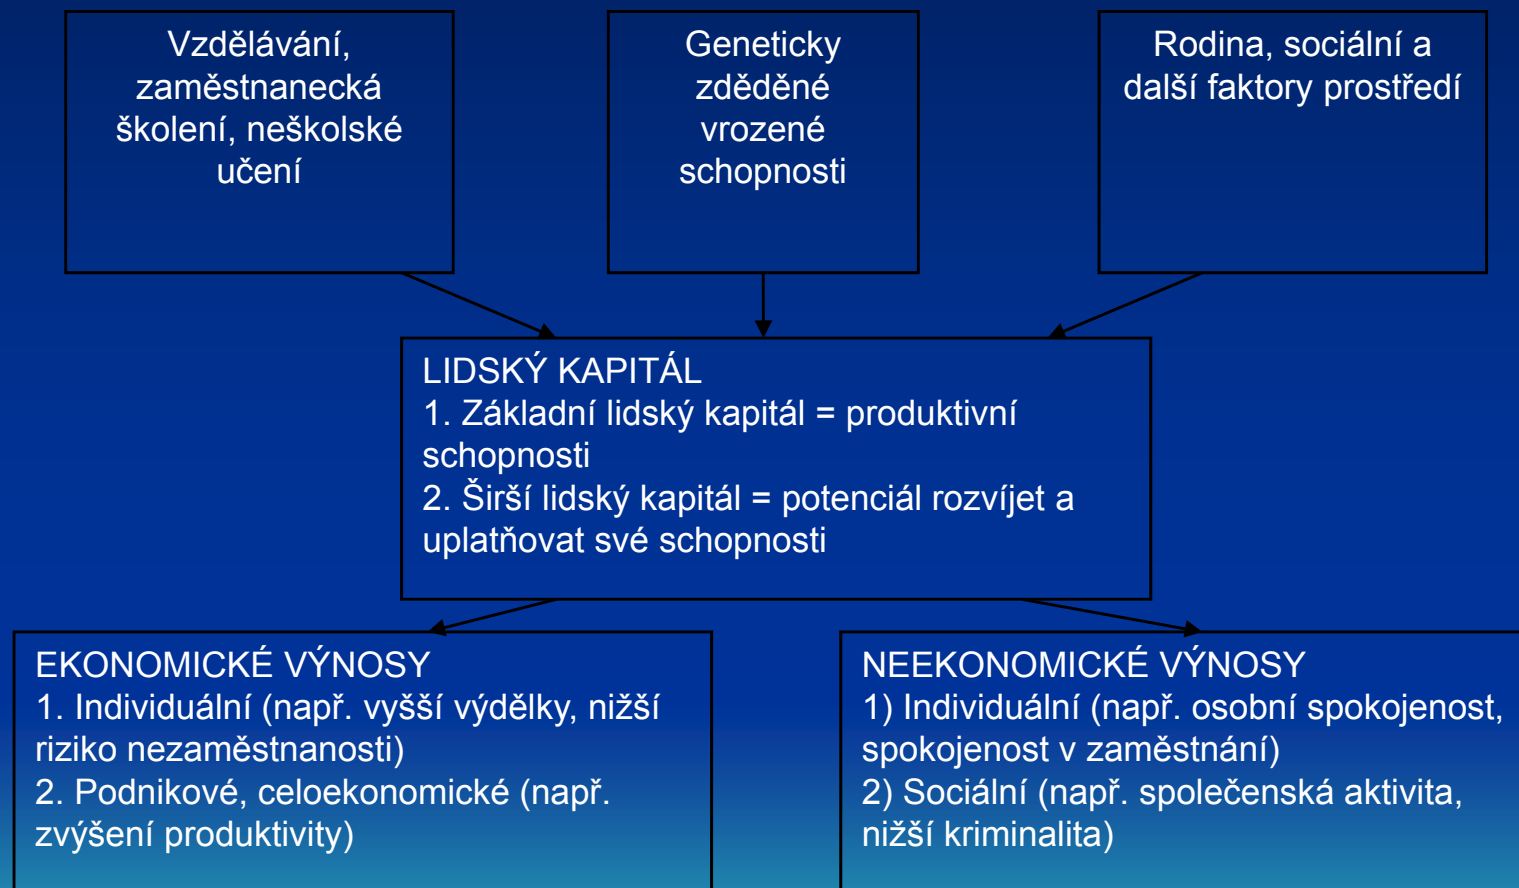 Vzdělávání,
zaměstnanecká
školení, neškolské
učení
Geneticky
zděděné
vrozené
schopnosti
Rodina, sociální a
další faktory prostředí
LIDSKÝ KAPITÁL
1. Základní lidský kapitál = produktivní
schopnosti
2. Širší lidský kapitál = potenciál rozvíjet a
uplatňovat své schopnosti
EKONOMICKÉ VÝNOSY
1. Individuální (např. vyšší výdělky, nižší
riziko nezaměstnanosti)
2. Podnikové, celoekonomické (např.
zvýšení produktivity)
NEEKONOMICKÉ VÝNOSY
1) Individuální (např. osobní spokojenost,
spokojenost v zaměstnání)
2) Sociální (např. společenská aktivita,
nižší kriminalita)